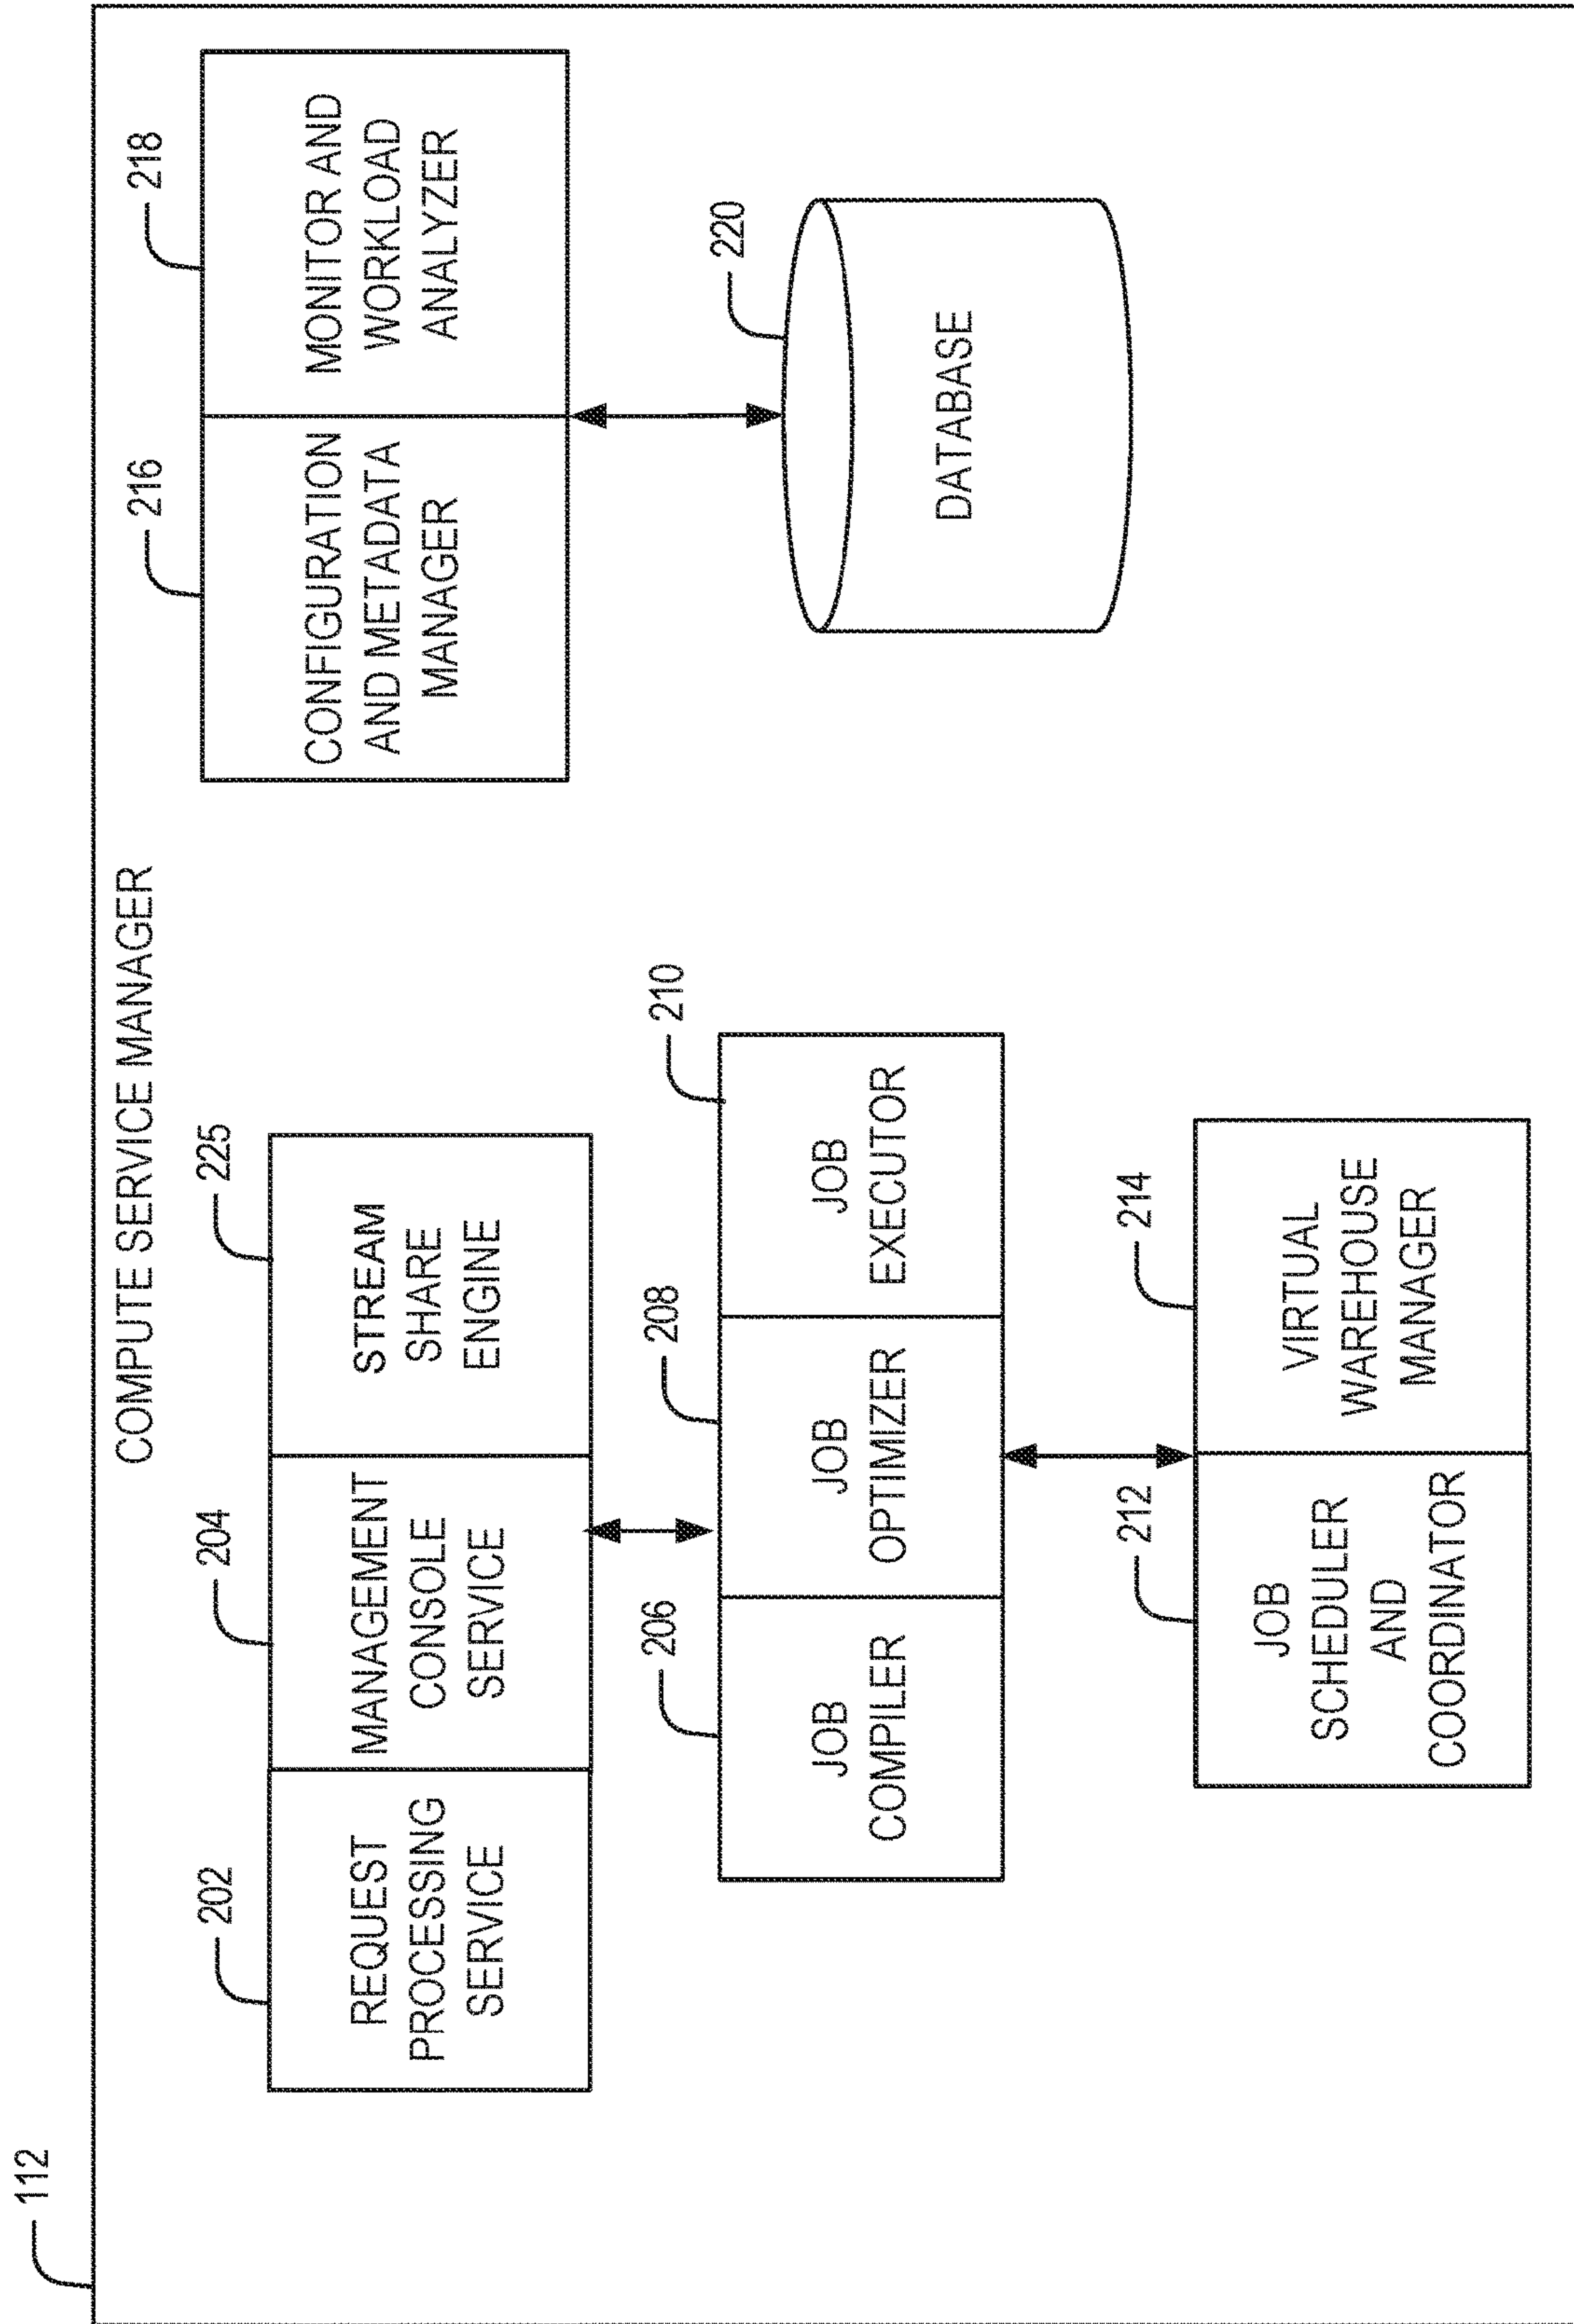 112
COMPUTE SERVICE MANAGER
202
REQUEST
PROCESSING
SERVICE
204
MANAGEMENT
CONSOLE
SERVICE
225
STREAM
SHARE
ENGINE
206
JOB
COMPILER
208
JOB
OPTIMIZER
210
JOB
EXECUTOR
212
JOB
SCHEDULER
AND
COORDINATOR
214
VIRTUAL
WAREHOUSE
MANAGER
216
CONFIGURATION
AND METADATA
MANAGER
218
MONITOR AND
WORKLOAD
ANALYZER
220
DATABASE